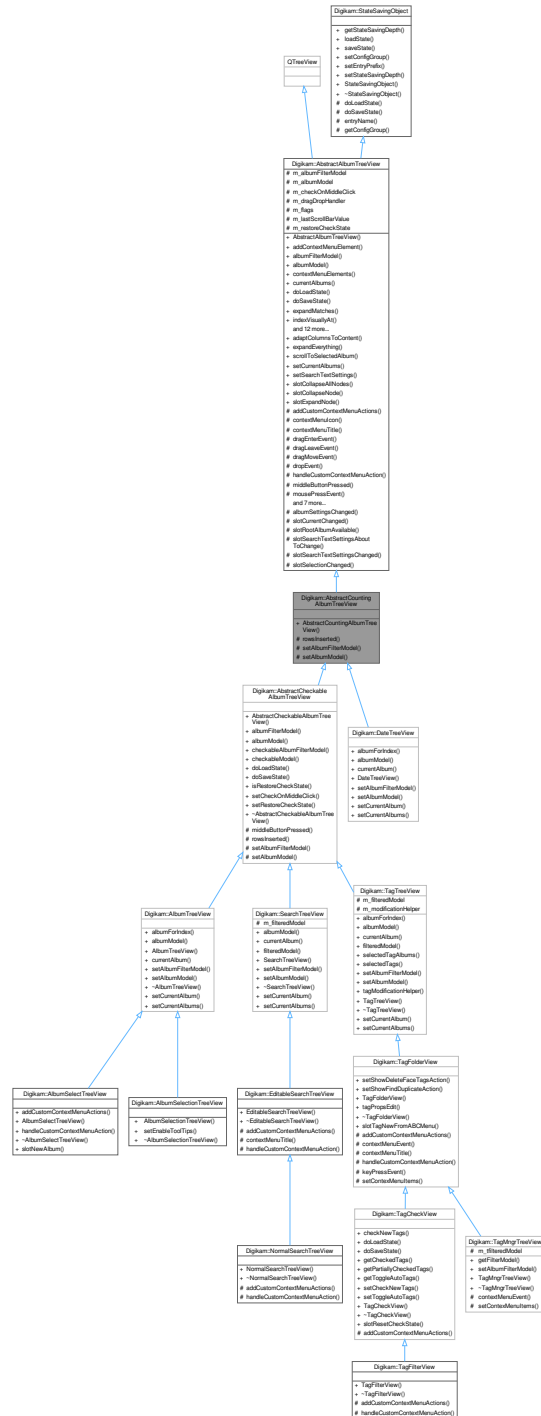 Digikam::StateSavingObject
+ getStateSavingDepth()
+ loadState()
+ saveState()
+ setConfigGroup()
+ setEntryPrefix()
+ setStateSavingDepth()
+ StateSavingObject()
+ ~StateSavingObject()
# doLoadState()
# doSaveState()
# entryName()
# getConfigGroup()
QTreeView
Digikam::AbstractAlbumTreeView
# m_albumFilterModel
# m_albumModel
# m_checkOnMiddleClick
# m_dragDropHandler
# m_flags
# m_lastScrollBarValue
# m_restoreCheckState
+ AbstractAlbumTreeView()
+ addContextMenuElement()
+ albumFilterModel()
+ albumModel()
+ contextMenuElements()
+ currentAlbums()
+ doLoadState()
+ doSaveState()
+ expandMatches()
+ indexVisuallyAt()
and 12 more...
+ adaptColumnsToContent()
+ expandEverything()
+ scrollToSelectedAlbum()
+ setCurrentAlbums()
+ setSearchTextSettings()
+ slotCollapseAllNodes()
+ slotCollapseNode()
+ slotExpandNode()
# addCustomContextMenuActions()
# contextMenuIcon()
# contextMenuTitle()
# dragEnterEvent()
# dragLeaveEvent()
# dragMoveEvent()
# dropEvent()
# handleCustomContextMenuAction()
# middleButtonPressed()
# mousePressEvent()
and 7 more...
# albumSettingsChanged()
# slotCurrentChanged()
# slotRootAlbumAvailable()
# slotSearchTextSettingsAbout
ToChange()
# slotSearchTextSettingsChanged()
# slotSelectionChanged()
Digikam::AbstractCounting
AlbumTreeView
+ AbstractCountingAlbumTree
View()
# rowsInserted()
# setAlbumFilterModel()
# setAlbumModel()
Digikam::AbstractCheckable
AlbumTreeView
+ AbstractCheckableAlbumTree
View()
+ albumFilterModel()
+ albumModel()
+ checkableAlbumFilterModel()
+ checkableModel()
+ doLoadState()
+ doSaveState()
+ isRestoreCheckState()
+ setCheckOnMiddleClick()
+ setRestoreCheckState()
+ ~AbstractCheckableAlbumTree
View()
# middleButtonPressed()
# rowsInserted()
# setAlbumFilterModel()
# setAlbumModel()
Digikam::DateTreeView
+ albumForIndex()
+ albumModel()
+ currentAlbum()
+ DateTreeView()
+ setAlbumFilterModel()
+ setAlbumModel()
+ setCurrentAlbum()
+ setCurrentAlbums()
Digikam::AlbumTreeView
+ albumForIndex()
+ albumModel()
+ AlbumTreeView()
+ currentAlbum()
+ setAlbumFilterModel()
+ setAlbumModel()
+ ~AlbumTreeView()
+ setCurrentAlbum()
+ setCurrentAlbums()
Digikam::SearchTreeView
# m_filteredModel
+ albumModel()
+ currentAlbum()
+ filteredModel()
+ SearchTreeView()
+ setAlbumFilterModel()
+ setAlbumModel()
+ ~SearchTreeView()
+ setCurrentAlbum()
+ setCurrentAlbums()
Digikam::TagTreeView
# m_filteredModel
# m_modificationHelper
+ albumForIndex()
+ albumModel()
+ currentAlbum()
+ filteredModel()
+ selectedTagAlbums()
+ selectedTags()
+ setAlbumFilterModel()
+ setAlbumModel()
+ tagModificationHelper()
+ TagTreeView()
+ ~TagTreeView()
+ setCurrentAlbum()
+ setCurrentAlbums()
Digikam::AlbumSelectTreeView
+ addCustomContextMenuActions()
+ AlbumSelectTreeView()
+ handleCustomContextMenuAction()
+ ~AlbumSelectTreeView()
+ slotNewAlbum()
Digikam::AlbumSelectionTreeView
+ AlbumSelectionTreeView()
+ setEnableToolTips()
+ ~AlbumSelectionTreeView()
Digikam::EditableSearchTreeView
+ EditableSearchTreeView()
+ ~EditableSearchTreeView()
# addCustomContextMenuActions()
# contextMenuTitle()
# handleCustomContextMenuAction()
Digikam::TagFolderView
+ setShowDeleteFaceTagsAction()
+ setShowFindDuplicateAction()
+ TagFolderView()
+ tagPropsEdit()
+ ~TagFolderView()
+ slotTagNewFromABCMenu()
# addCustomContextMenuActions()
# contextMenuEvent()
# contextMenuTitle()
# handleCustomContextMenuAction()
# keyPressEvent()
# setContexMenuItems()
Digikam::NormalSearchTreeView
+ NormalSearchTreeView()
+ ~NormalSearchTreeView()
# addCustomContextMenuActions()
# handleCustomContextMenuAction()
Digikam::TagCheckView
+ checkNewTags()
+ doLoadState()
+ doSaveState()
+ getCheckedTags()
+ getPartiallyCheckedTags()
+ getToggleAutoTags()
+ setCheckNewTags()
+ setToggleAutoTags()
+ TagCheckView()
+ ~TagCheckView()
+ slotResetCheckState()
# addCustomContextMenuActions()
Digikam::TagMngrTreeView
# m_tfilteredModel
+ getFilterModel()
+ setAlbumFilterModel()
+ TagMngrTreeView()
+ ~TagMngrTreeView()
# contextMenuEvent()
# setContexMenuItems()
Digikam::TagFilterView
+ TagFilterView()
+ ~TagFilterView()
# addCustomContextMenuActions()
# handleCustomContextMenuAction()